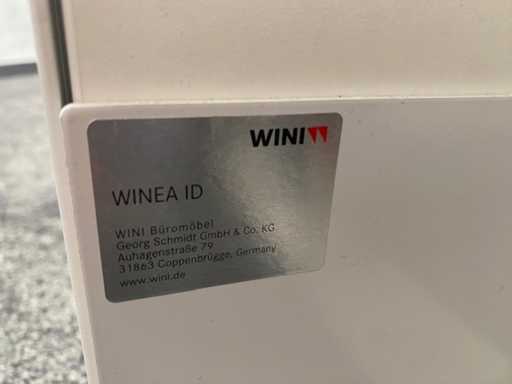 WINI
WINEA ID
WINI Büromöbel
Georg Schmidt GmbH & Co. KG
Auhagenstraße 79
31863 Coppenbrügge, Germany
www.wini.de